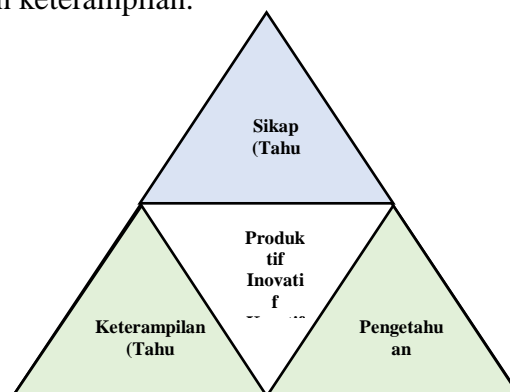 keterampilan.
Sikap
(Tahu
Produk
tif
Inovati
f
Keterampilan
(Tahu
Pengetahu
an